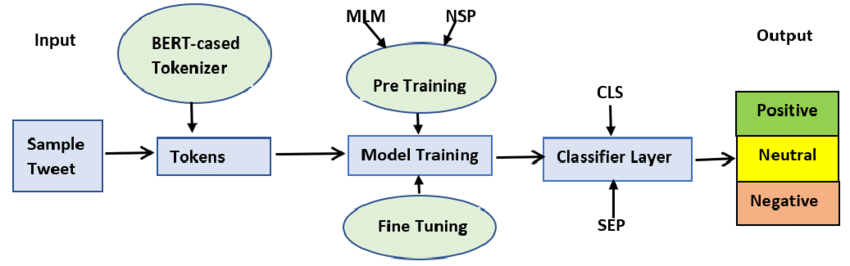 Input
BERT-cased
Tokenizer
MLM
NSP
Output
Pre Training
CLS
Positive
Sample
Tweet
Tokens
Model Training
Classifier Layer
Neutral
Negative
Fine Tuning
SEP